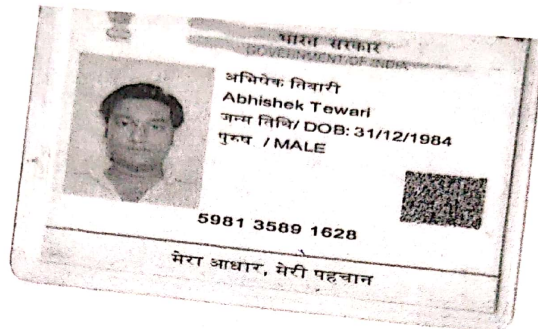 भारत सरकार
GOVERNMENT OF INDIA
अभिषेक तिवारी
Abhishek Tewari
जन्म तिथि/ DOB: 31/12/1984
पुरुष / MALE
5981 3589 1628
मेरा आधार, मेरी पहचान